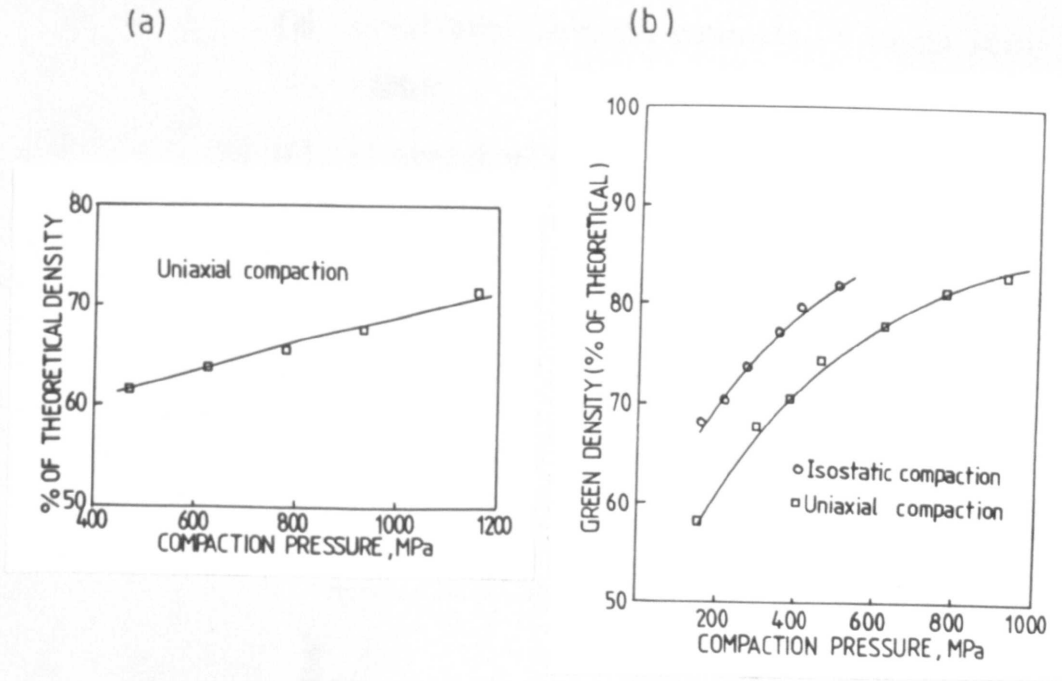 (a)
(b)
80
70
60
50
% OF THEORETICAL DENSITY
Uniaxial compaction
400
600
800
1000
1200
COMPACTION PRESSURE, MPa
100
90
80
70
60
50
GREEN DENSITY (% OF THEORETICAL)
Isostatic compaction
Uniaxial compaction
200
400
600
800
1000
COMPACTION PRESSURE, MPa